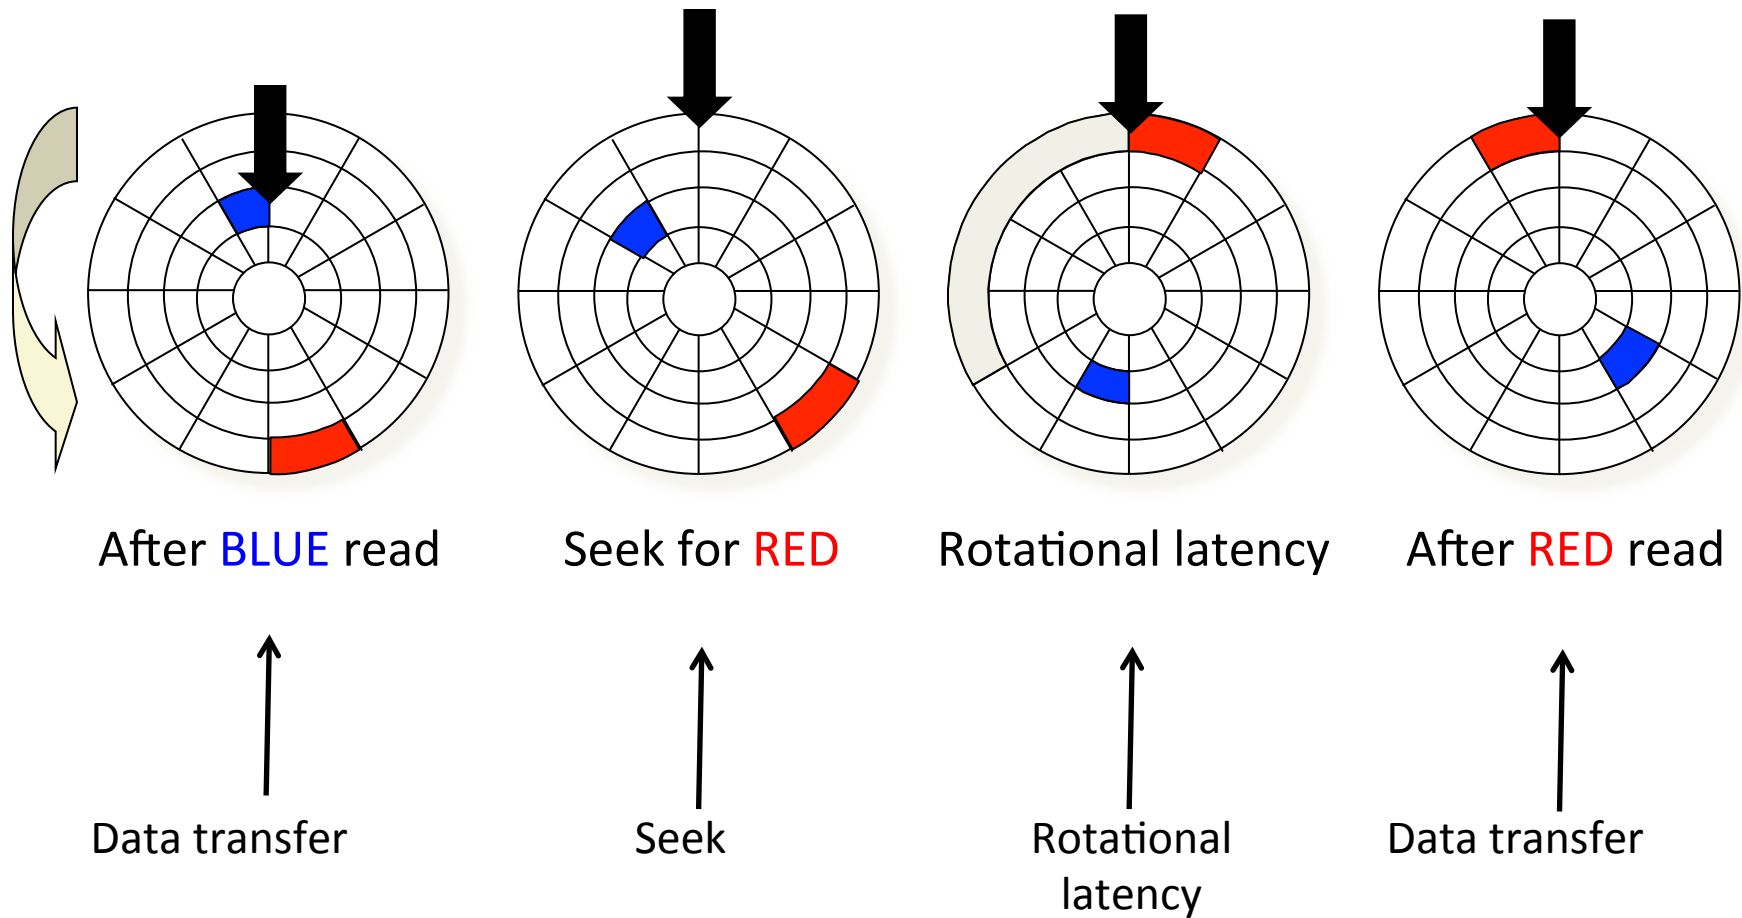 After BLUE read
Seek for RED
Rotational latency
After RED read
Data transfer
Seek
Rotational
latency
Data transfer